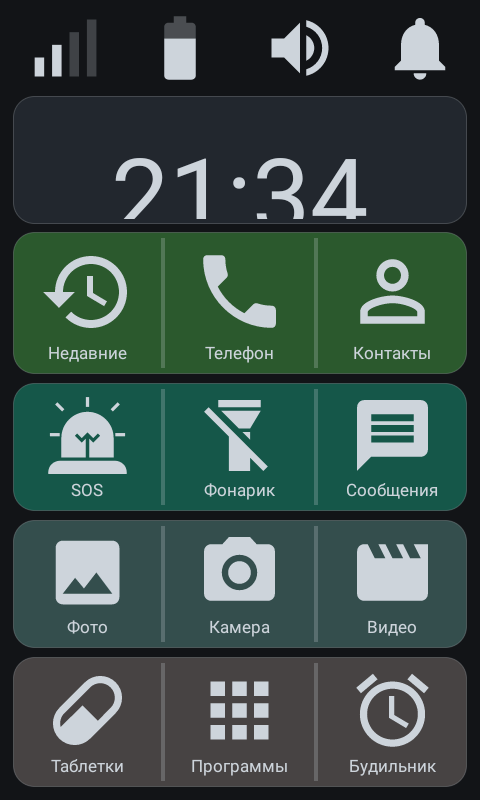 21:34
Недавние
Телефон
Контакты
SOS
Фонарик
Сообщения
Фото
Камера
Видео
Таблетки
Программы
Будильник